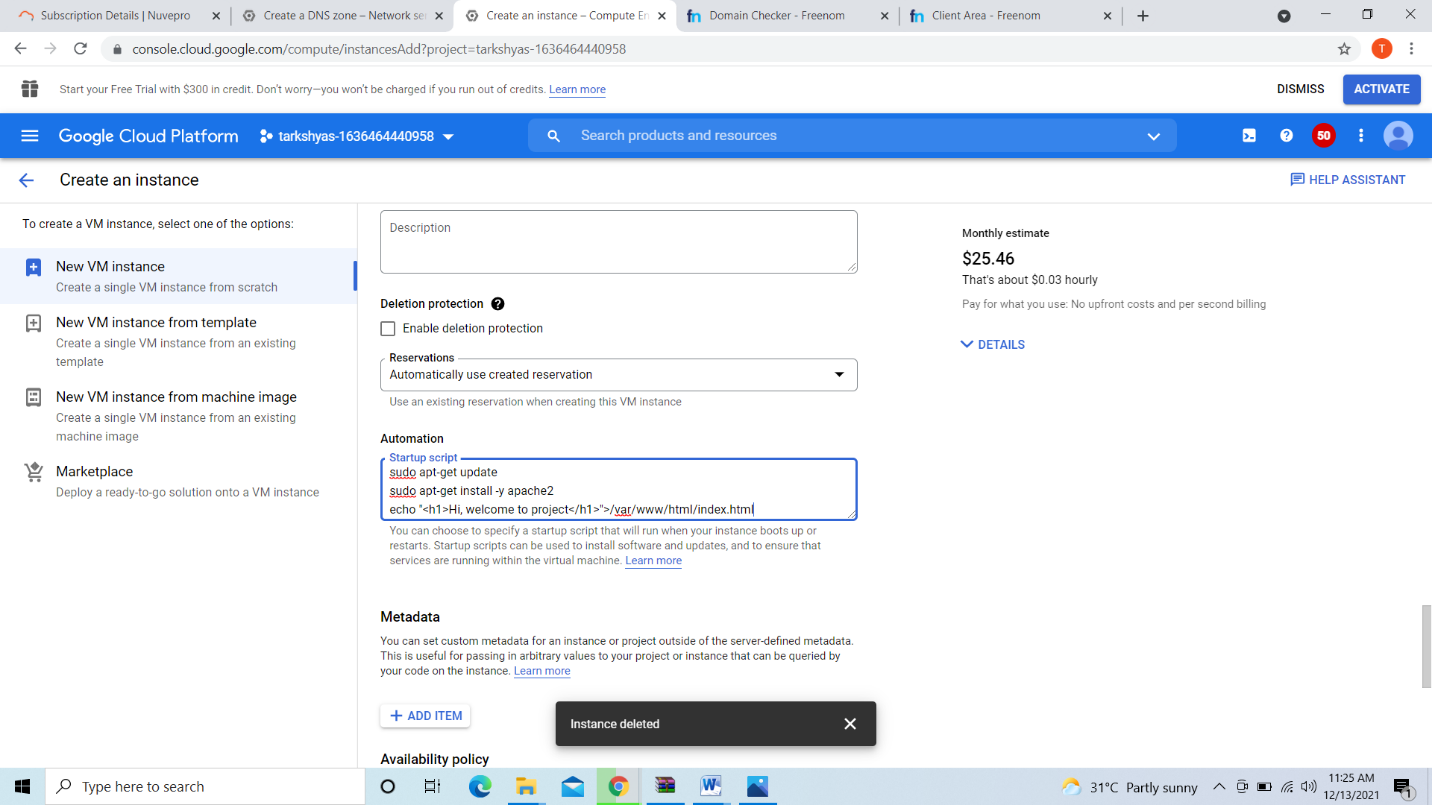 Subscription Details | Nuvepro
Create a DNS zone – Network ser
Create an instance – Compute En
Domain Checker - Freenom
Client Area - Freenom
console.cloud.google.com/compute/instancesAdd?project=tarkshyas-1636464440958
T
Start your Free Trial with $300 in credit. Don't worry—you won't be charged if you run out of credits. Learn more
DISMISS
ACTIVATE
Google Cloud Platform
tarkshyas-1636464440958
Search products and resources
50
Create an instance
HELP ASSISTANT
To create a VM instance, select one of the options:
New VM instance
Create a single VM instance from scratch
New VM instance from template
Create a single VM instance from an existing
template
New VM instance from machine image
Create a single VM instance from an existing
machine image
Marketplace
Deploy a ready-to-go solution onto a VM instance
Description
Deletion protection
Enable deletion protection
Reservations
Automatically use created reservation
Use an existing reservation when creating this VM instance
Automation
Startup script
sudo apt-get update
sudo apt-get install -y apache2
echo "<h1>Hi, welcome to project</h1>">/var/www/html/index.html
You can choose to specify a startup script that will run when your instance boots up or
restarts. Startup scripts can be used to install software and updates, and to ensure that
services are running within the virtual machine. Learn more
Metadata
You can set custom metadata for an instance or project outside of the server-defined metadata.
This is useful for passing in arbitrary values to your project or instance that can be queried by
your code on the instance. Learn more
ADD ITEM
Instance deleted
Availability policy
Monthly estimate
$25.46
That's about $0.03 hourly
Pay for what you use: No upfront costs and per second billing
DETAILS
Type here to search
31°C Partly sunny
11:25 AM
12/13/2021
1